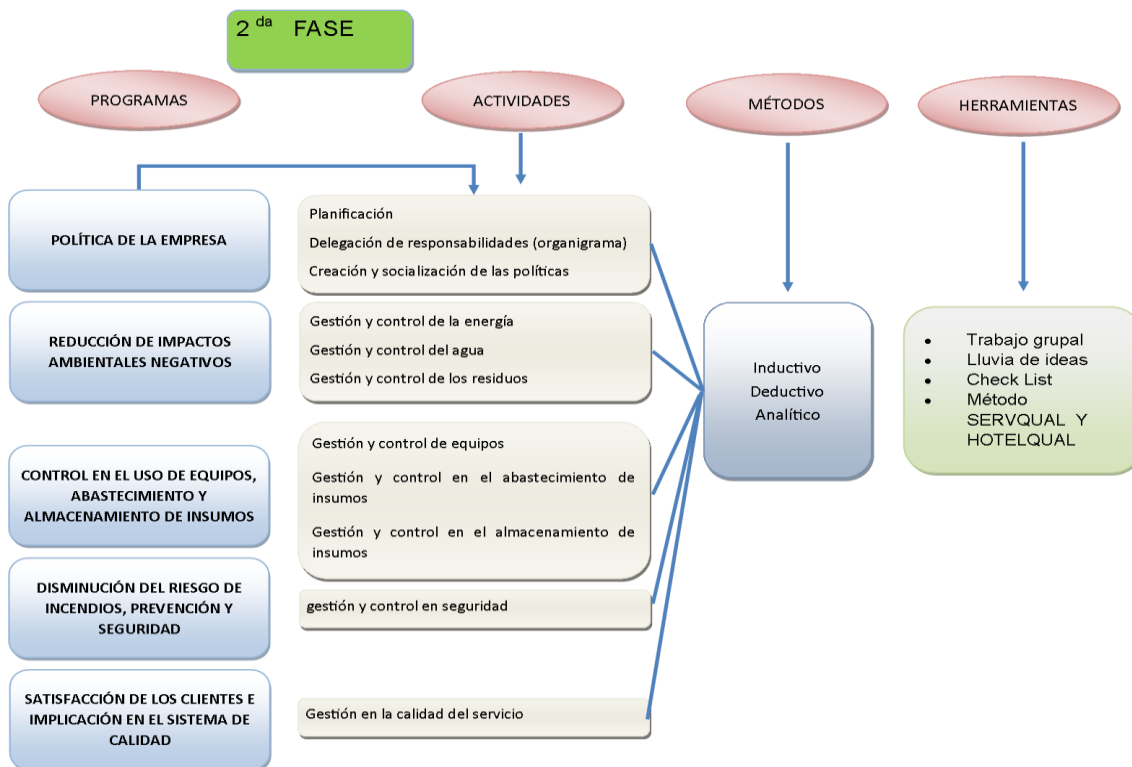 2 da FASE
PROGRAMAS
ACTIVIDADES
MÉTODOS
HERRAMIENTAS
POLÍTICA DE LA EMPRESA
Planificación
Delegación de responsabilidades (organigrama)
Creación y socialización de las políticas
REDUCCIÓN DE IMPACTOS
AMBIENTALES NEGATIVOS
Gestión y control de la energía
Gestión y control del agua
Gestión y control de los residuos
CONTROL EN EL USO DE EQUIPOS,
ABASTECIMIENTO Y
ALMACENAMIENTO DE INSUMOS
Gestión y control de equipos
Gestión y control en el abastecimiento de
insumos
Gestión y control en el almacenamiento de
insumos
DISMINUCIÓN DEL RIESGO DE
INCENDIOS, PREVENCIÓN Y
SEGURIDAD
gestión y control en seguridad
SATISFACCIÓN DE LOS CLIENTES E
IMPLICACIÓN EN EL SISTEMA DE
CALIDAD
Gestión en la calidad del servicio
Inductivo
Deductivo
Analítico
• Trabajo grupal
• Lluvia de ideas
• Check List
• Método
SERVQUAL Y
HOTELQUAL